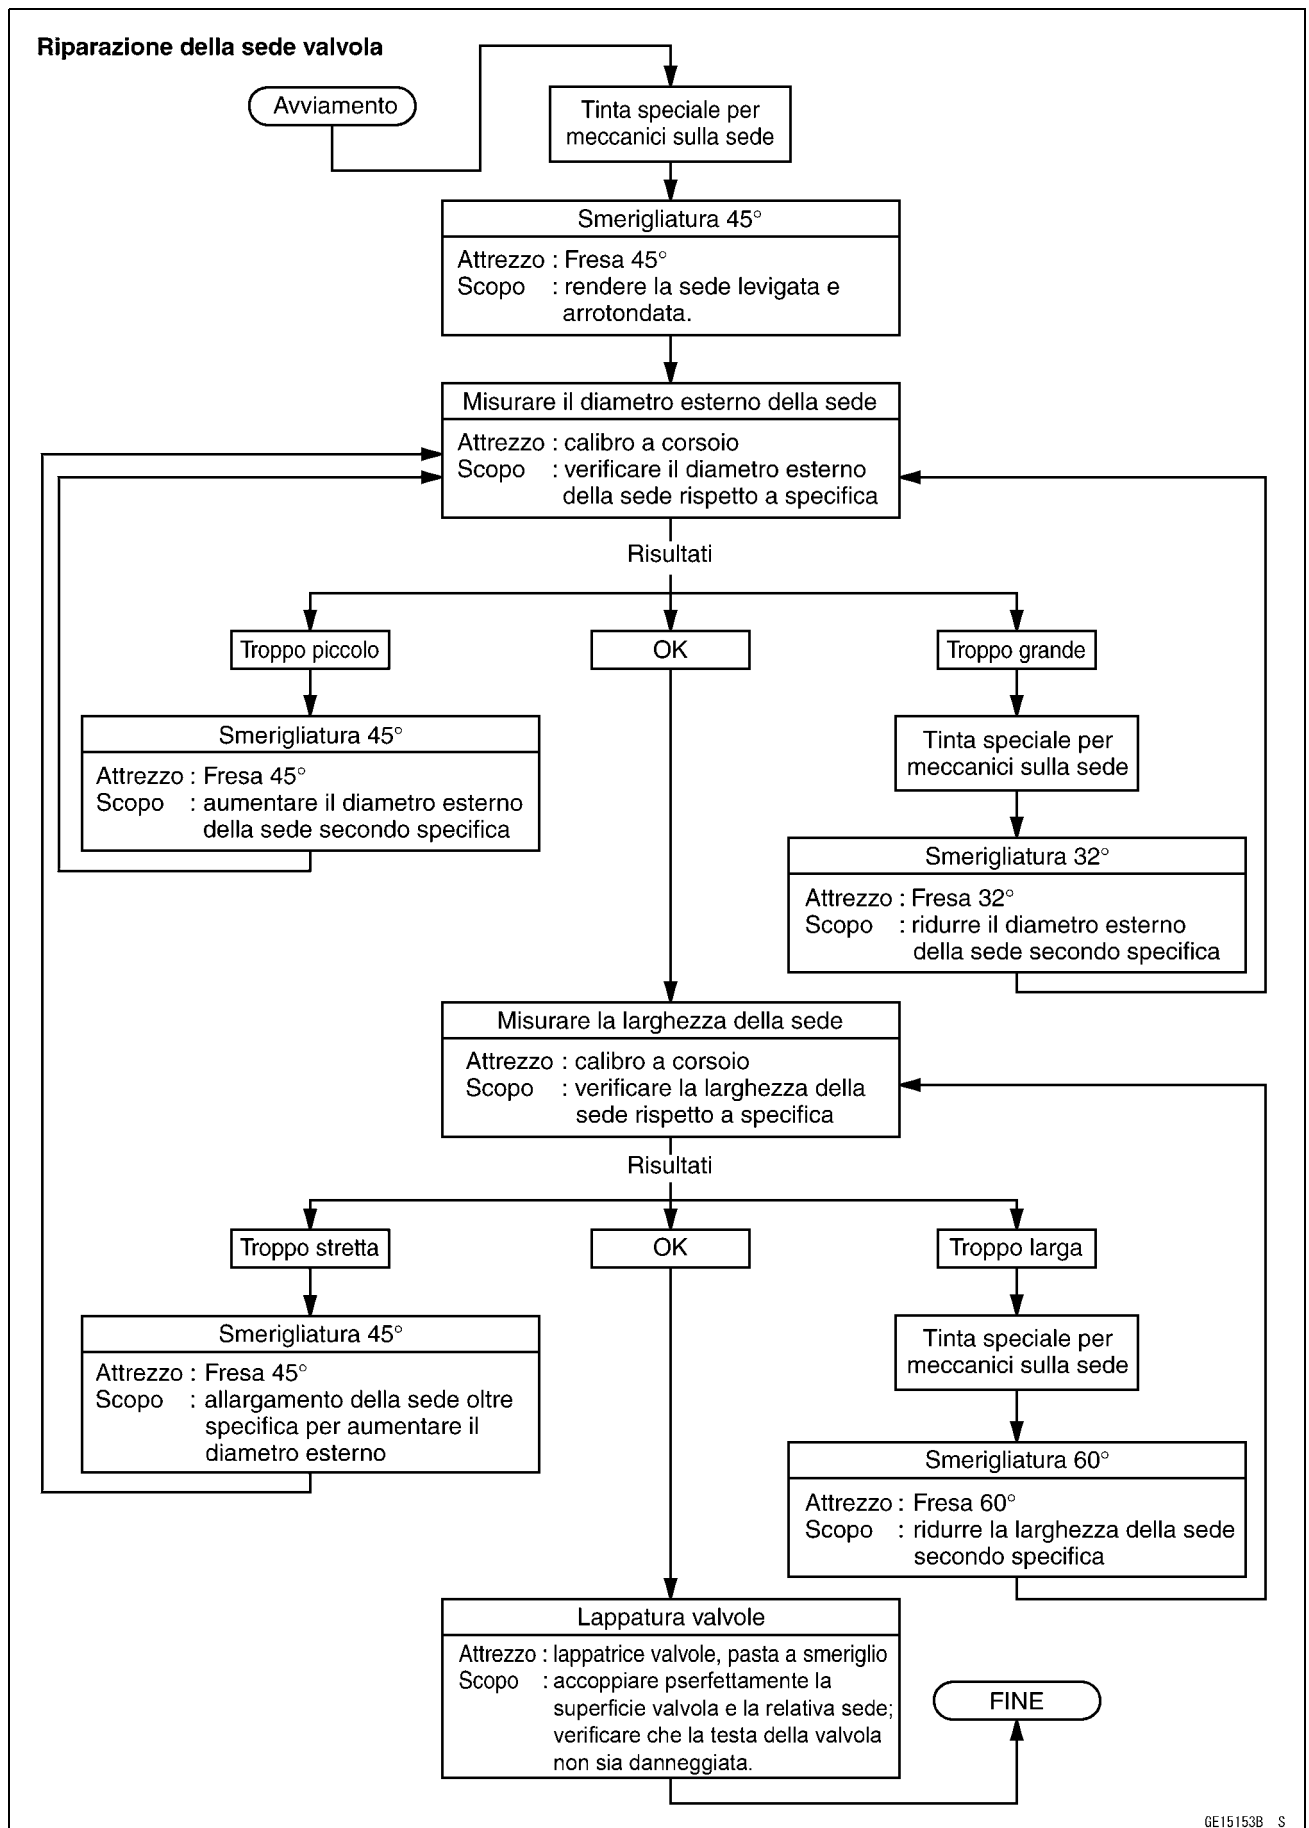 Riparazione della sede valvola
Avviamento
Tinta speciale per
meccanici sulla sede
Smerigliatura 45°
Attrezzo : Fresa 45°
Scopo : rendere la sede levigata e
arrotondata.
Misurare il diametro esterno della sede
Attrezzo : calibro a corsoio
Scopo : verificare il diametro esterno
della sede rispetto a specifica
Risultati
Troppo piccolo
OK
Troppo grande
Smerigliatura 45°
Attrezzo : Fresa 45°
Scopo : aumentare il diametro esterno
della sede secondo specifica
Tinta speciale per
meccanici sulla sede
Smerigliatura 32°
Attrezzo : Fresa 32°
Scopo : ridurre il diametro esterno
della sede secondo specifica
Misurare la larghezza della sede
Attrezzo : calibro a corsoio
Scopo : verificare la larghezza della
sede rispetto a specifica
Risultati
Troppo stretta
OK
Troppo larga
Smerigliatura 45°
Attrezzo : Fresa 45°
Scopo : allargamento della sede oltre
specifica per aumentare il
diametro esterno
Tinta speciale per
meccanici sulla sede
Smerigliatura 60°
Attrezzo : Fresa 60°
Scopo : ridurre la larghezza della sede
secondo specifica
Lappatura valvole
Attrezzo : lappatrice valvole, pasta a smeriglio
Scopo : accoppiare pserfettamente la
superficie valvola e la relativa sede;
verificare che la testa della valvola
non sia danneggiata.
FINE
GE15153B S